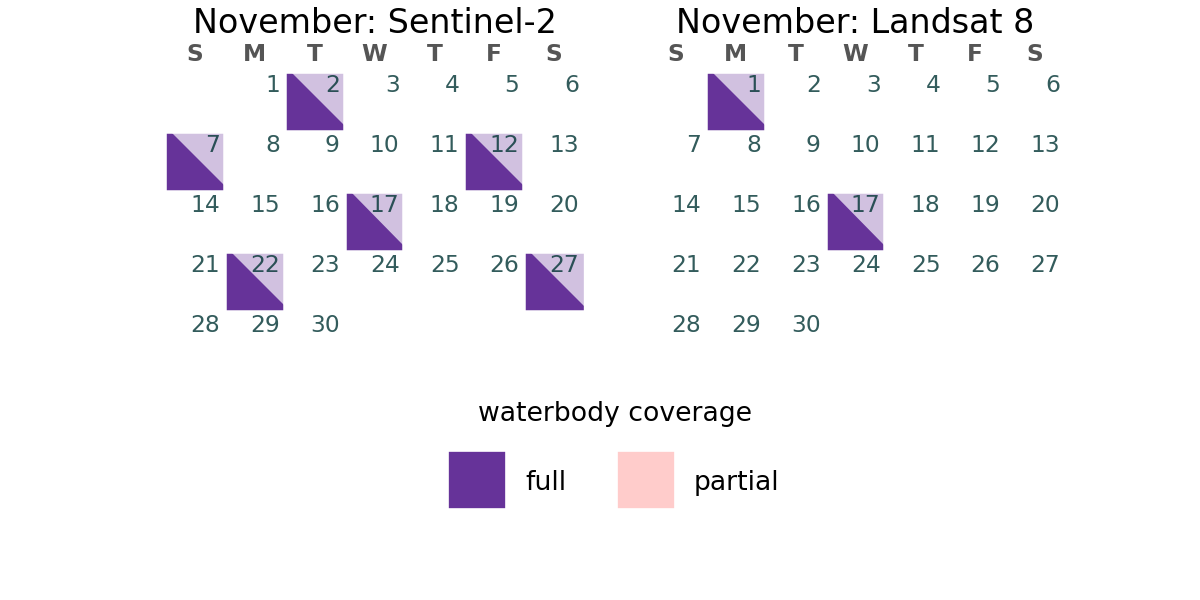 November: Sentinel-2
S M T W T F S
1 2 3 4 5 6
7 8 9 10 11 12 13
14 15 16 17 18 19 20
21 22 23 24 25 26 27
28 29 30
November: Landsat 8
S M T W T F S
1 2 3 4 5 6
7 8 9 10 11 12 13
14 15 16 17 18 19 20
21 22 23 24 25 26 27
28 29 30
waterbody coverage
full partial